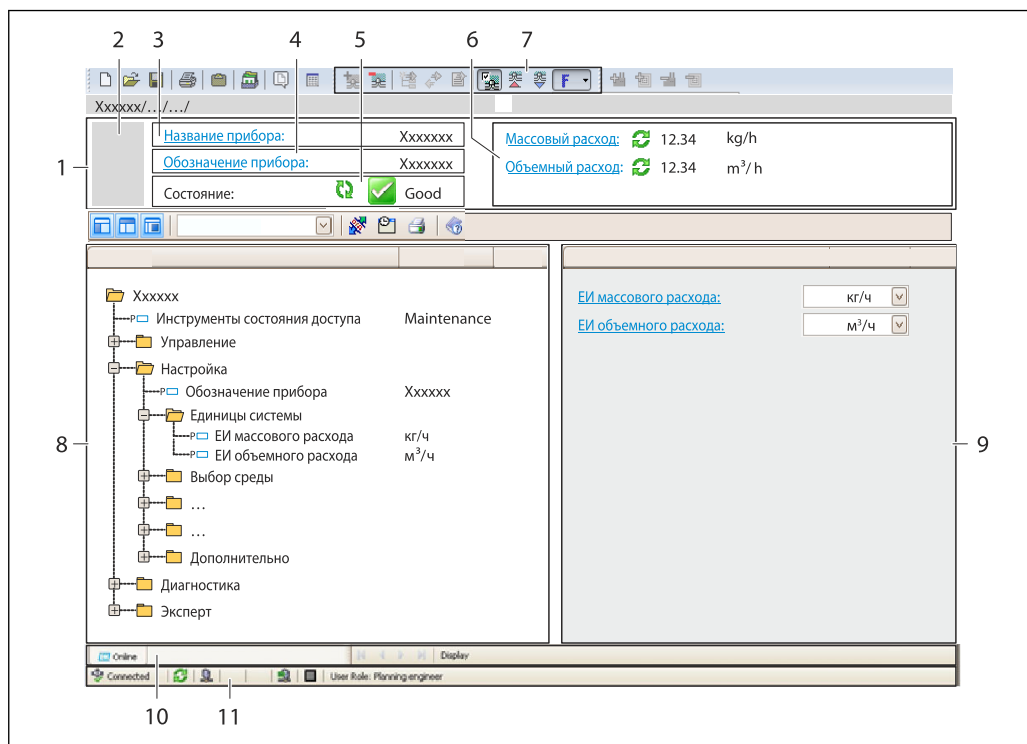 2 3 4 5 6 7
F
Xxxxxx/.../.../
1
Название прибора: Xxxxxxx
Обозначение прибора: Xxxxxxx
Состояние: Good
Массовый расход: 12.34 kg/h
Объемный расход: 12.34 m³/h
Xxxxxx
P Инструменты состояния доступа Maintenance
Управление
Настройка
P Обозначение прибора Xxxxxx
Единицы системы
P ЕИ массового расхода кг/ч
P ЕИ объемного расхода м³/ч
Выбор среды
...
...
Дополнительно
Диагностика
Эксперт
8
ЕИ массового расхода: кг/ч
ЕИ объемного расхода: м³/ч
9
Online Display
Connected User Role: Planning engineer
10 11